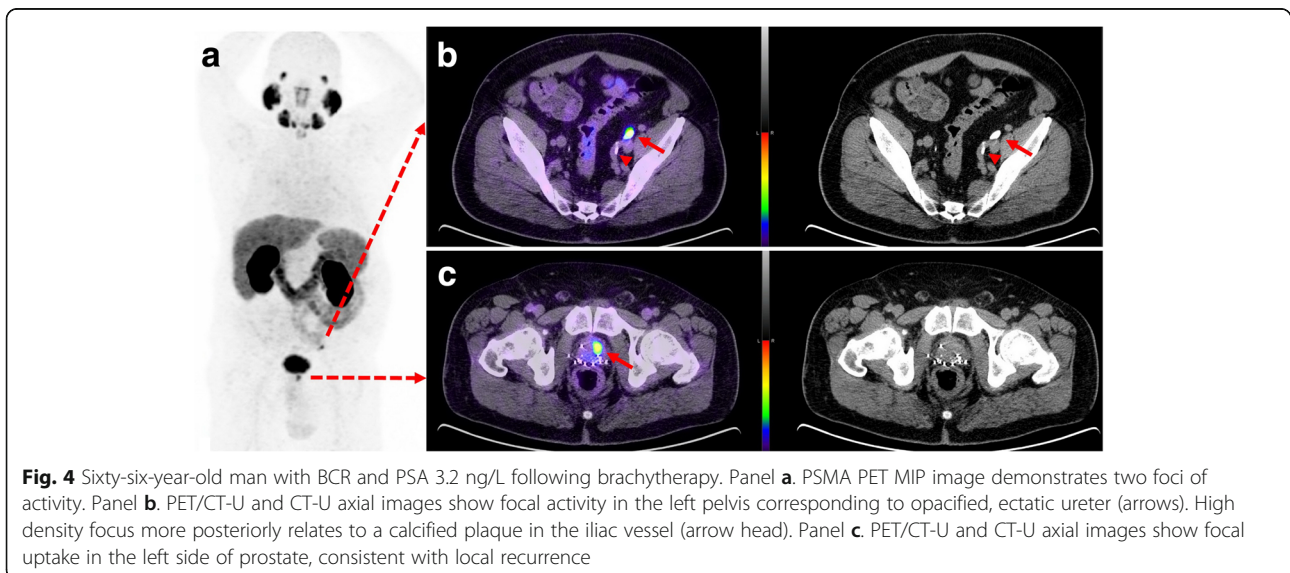 a
b
L R
c
L R
Fig. 4 Sixty-six-year-old man with BCR and PSA 3.2 ng/L following brachytherapy. Panel a. PSMA PET MIP image demonstrates two foci of
activity. Panel b. PET/CT-U and CT-U axial images show focal activity in the left pelvis corresponding to opacified, ectatic ureter (arrows). High
density focus more posteriorly relates to a calcified plaque in the iliac vessel (arrow head). Panel c. PET/CT-U and CT-U axial images show focal
uptake in the left side of prostate, consistent with local recurrence